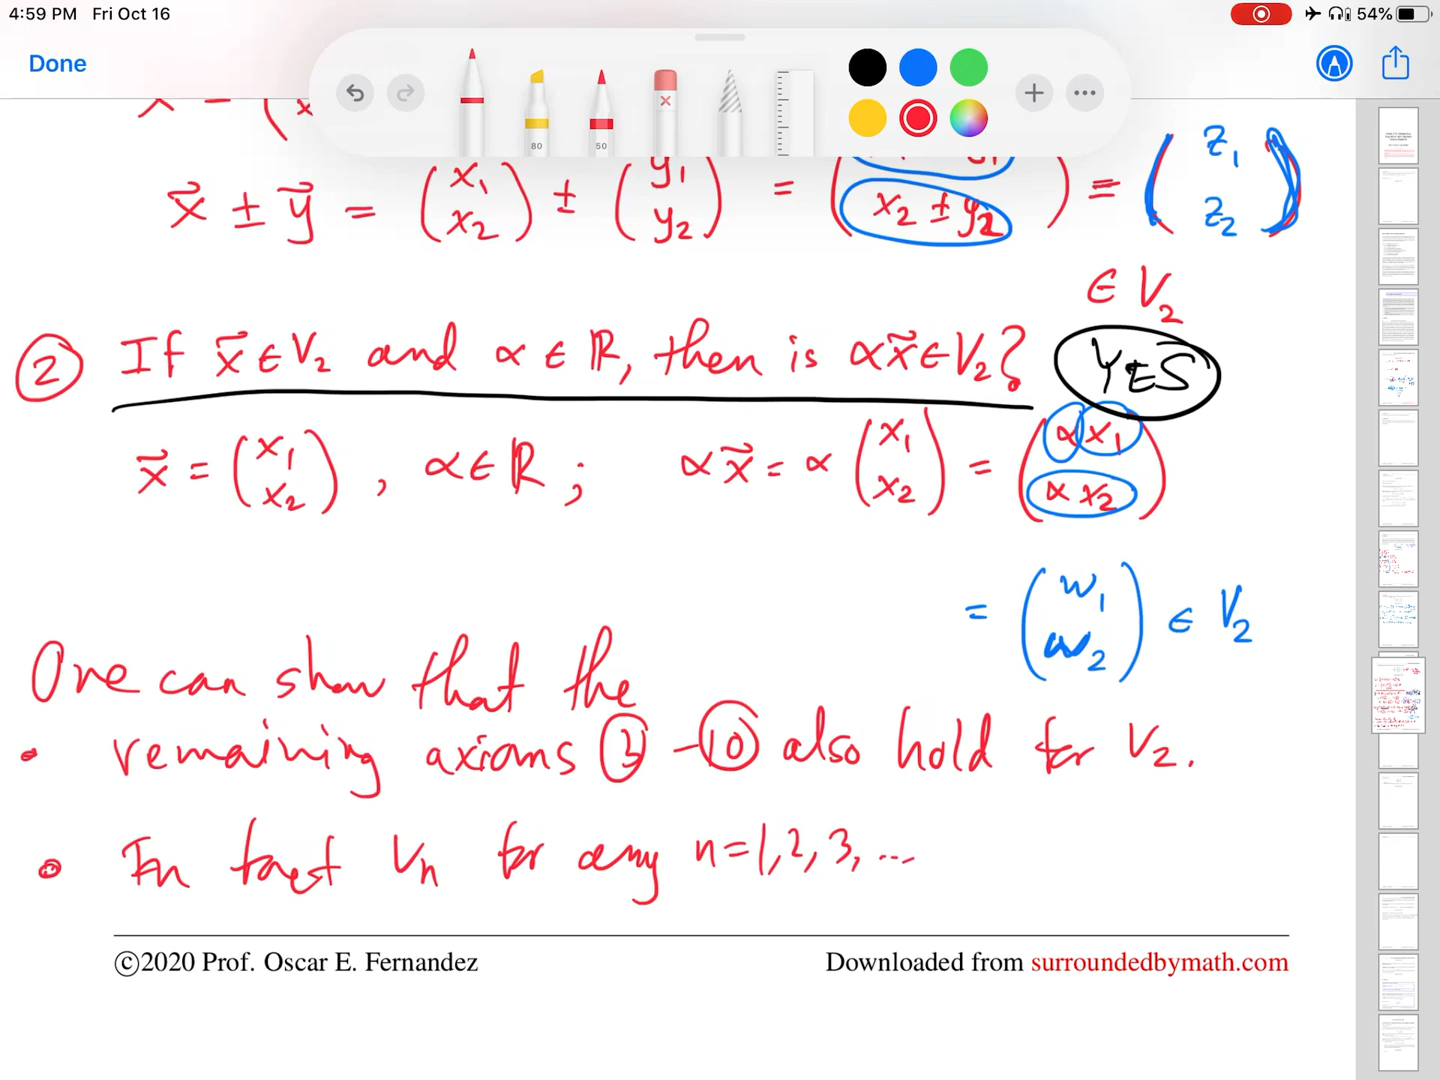 4:59 PM Fri Oct 16
54%
Done
80
50
x⃗ ± y⃗ = (x₁ x₂) ± (y₁ y₂) = (x₂ ± y₂) = (z₁ z₂)
∈ V₂
② If x⃗ ∈ V₂ and α ∈ ℝ, then is αx⃗ ∈ V₂? YES
x⃗ = (x₁ x₂), α ∈ ℝ; αx⃗ = α (x₁ x₂) = (αx₁ αx₂)
= (w₁ w₂) ∈ V₂
One can show that the
• remaining axioms ③ - ⑩ also hold for V₂.
• In fact Vn for any n=1,2,3,...
©2020 Prof. Oscar E. Fernandez
Downloaded from surroundedbymath.com